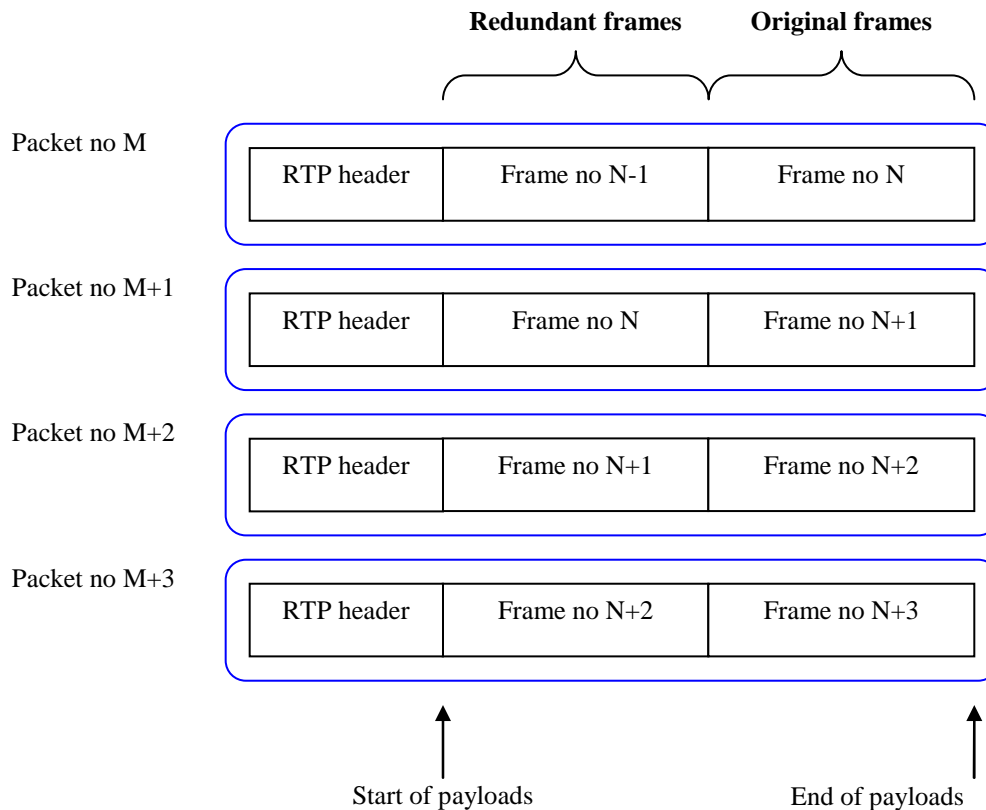 Redundant frames Original frames
Packet no M
RTP header Frame no N-1 Frame no N
Packet no M+1
RTP header Frame no N Frame no N+1
Packet no M+2
RTP header Frame no N+1 Frame no N+2
Packet no M+3
RTP header Frame no N+2 Frame no N+3
Start of payloads End of payloads